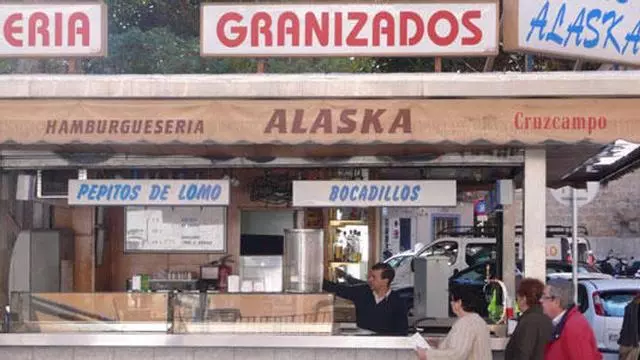 ERIA
GRANIZADOS
ALASKA
HAMBURGUESERIA
ALASKA
Cruzcampo
PEPITOS DE LOMO
BOCADILLOS